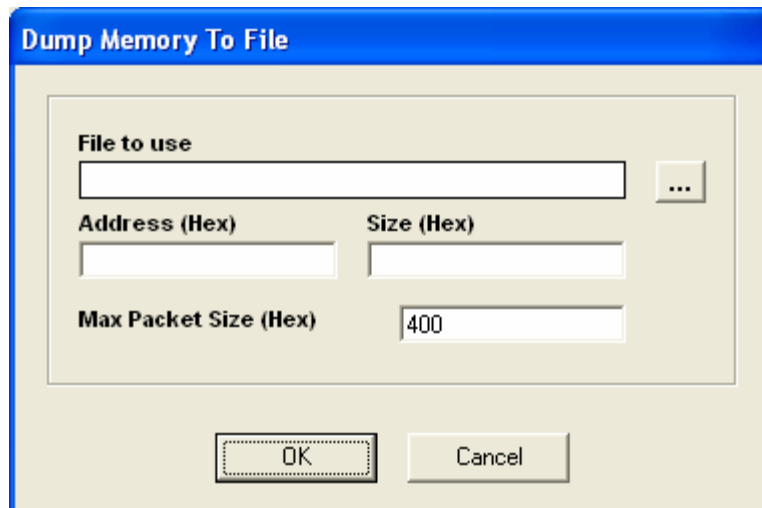 Dump Memory To File
File to use
...
Address (Hex) Size (Hex)
Max Packet Size (Hex) 400
OK Cancel